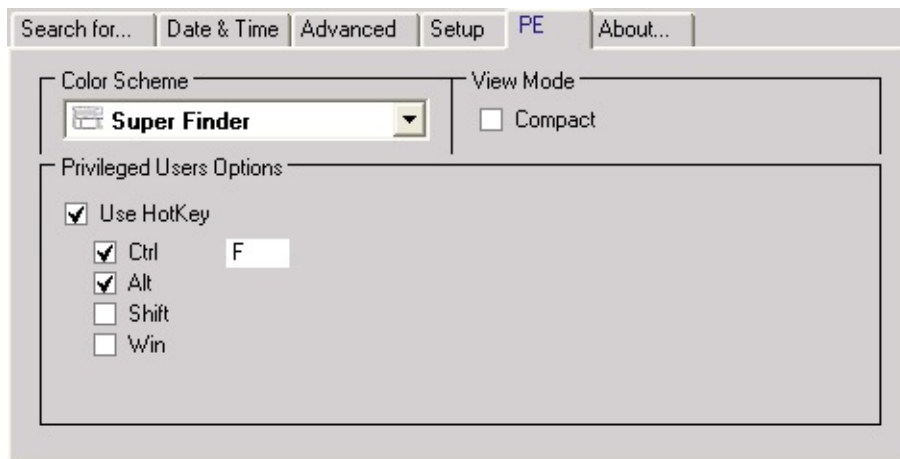 Search for... Date & Time Advanced Setup PE About...
Color Scheme View Mode
Super Finder Compact
Privileged Users Options
Use HotKey
Ctrl F
Alt
Shift
Win